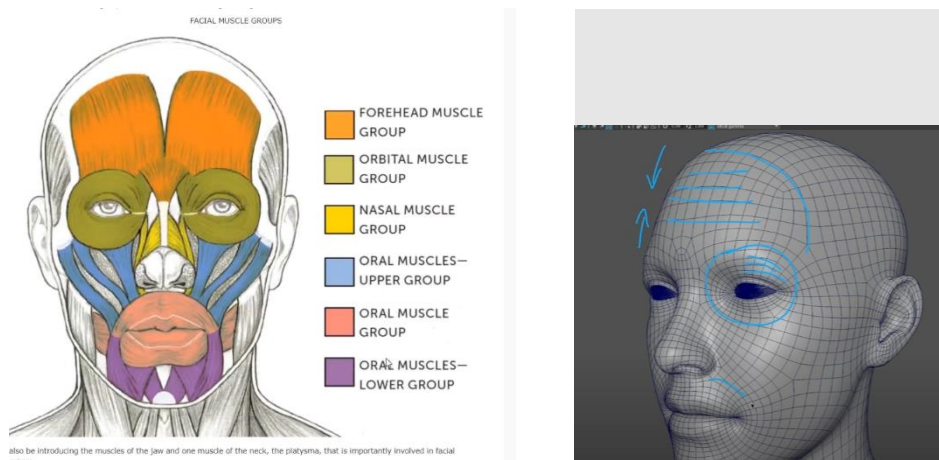 FACIAL MUSCLE GROUPS
FOREHEAD MUSCLE
GROUP
ORBITAL MUSCLE
GROUP
NASAL MUSCLE
GROUP
ORAL MUSCLES—
UPPER GROUP
ORAL MUSCLE
GROUP
ORAL MUSCLES—
LOWER GROUP
also be introducing the muscles of the jaw and one muscle of the neck, the platysma, that is importantly involved in facial